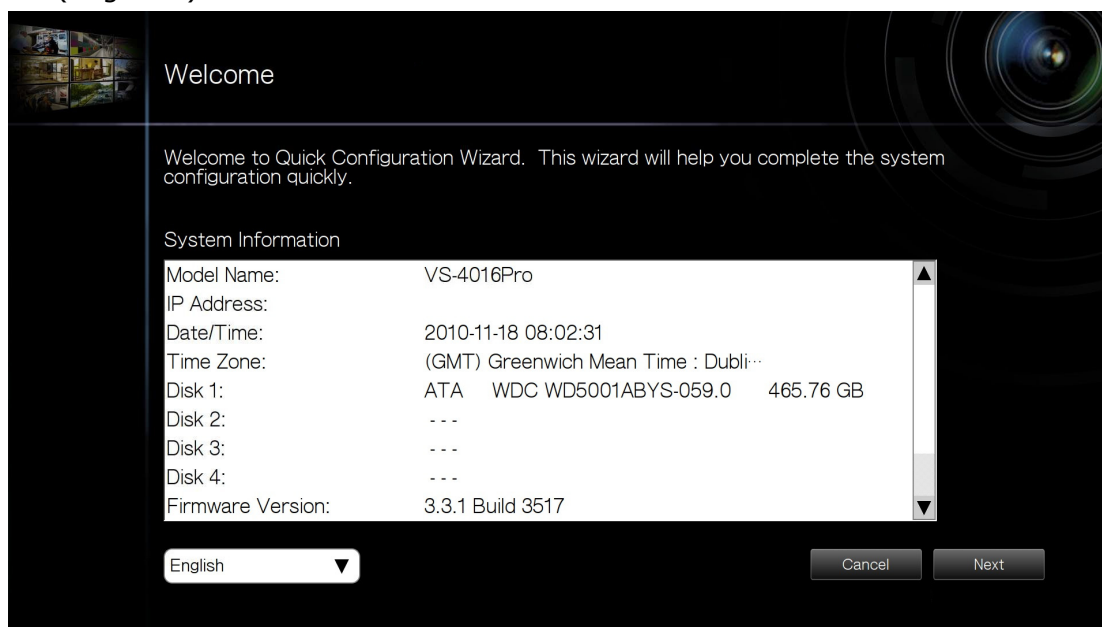 Welcome
Welcome to Quick Configuration Wizard. This wizard will help you complete the system
configuration quickly.
System Information
Model Name: VS-4016Pro
IP Address:
Date/Time: 2010-11-18 08:02:31
Time Zone: (GMT) Greenwich Mean Time : Dubli…
Disk 1: ATA WDC WD5001ABYS-059.0 465.76 GB
Disk 2: - - -
Disk 3: - - -
Disk 4: - - -
Firmware Version: 3.3.1 Build 3517
English ▼ Cancel Next